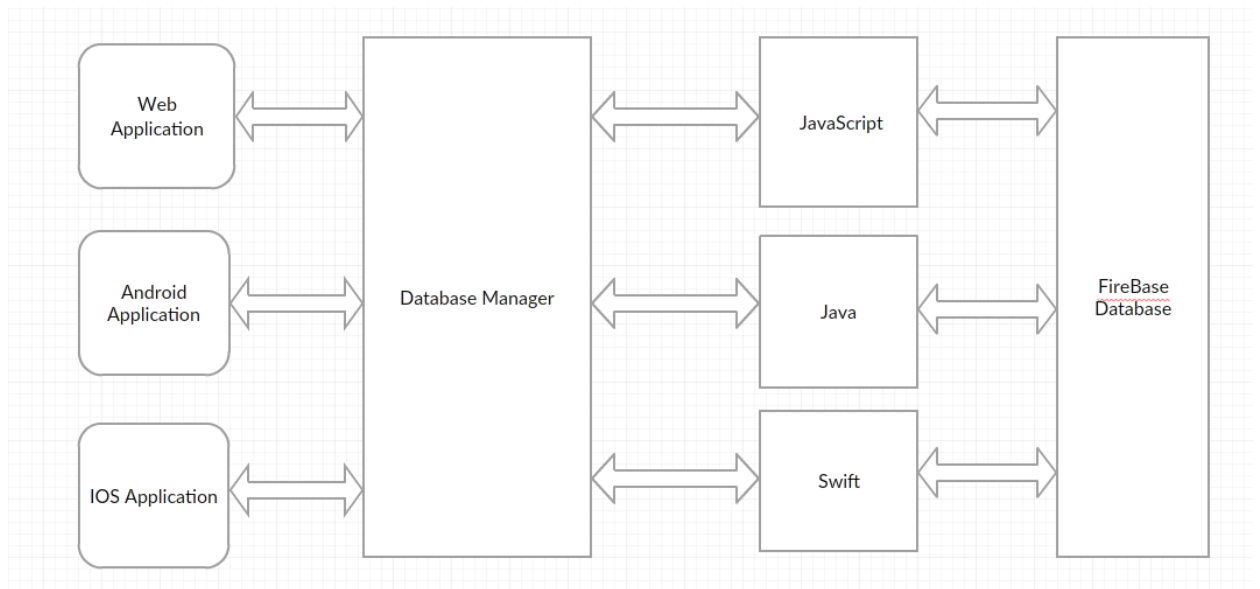 Web
Application
Android
Application
IOS Application
Database Manager
JavaScript
Java
Swift
FireBase
Database